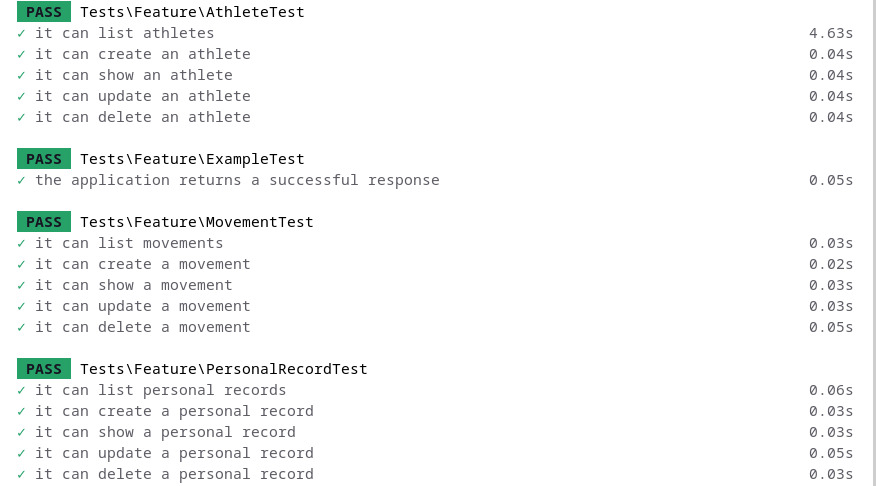 PASS Tests\Feature\AthleteTest
✓ it can list athletes 4.63s
✓ it can create an athlete 0.04s
✓ it can show an athlete 0.04s
✓ it can update an athlete 0.04s
✓ it can delete an athlete 0.04s
PASS Tests\Feature\ExampleTest
✓ the application returns a successful response 0.05s
PASS Tests\Feature\MovementTest
✓ it can list movements 0.03s
✓ it can create a movement 0.02s
✓ it can show a movement 0.03s
✓ it can update a movement 0.03s
✓ it can delete a movement 0.05s
PASS Tests\Feature\PersonalRecordTest
✓ it can list personal records 0.06s
✓ it can create a personal record 0.03s
✓ it can show a personal record 0.03s
✓ it can update a personal record 0.05s
✓ it can delete a personal record 0.03s